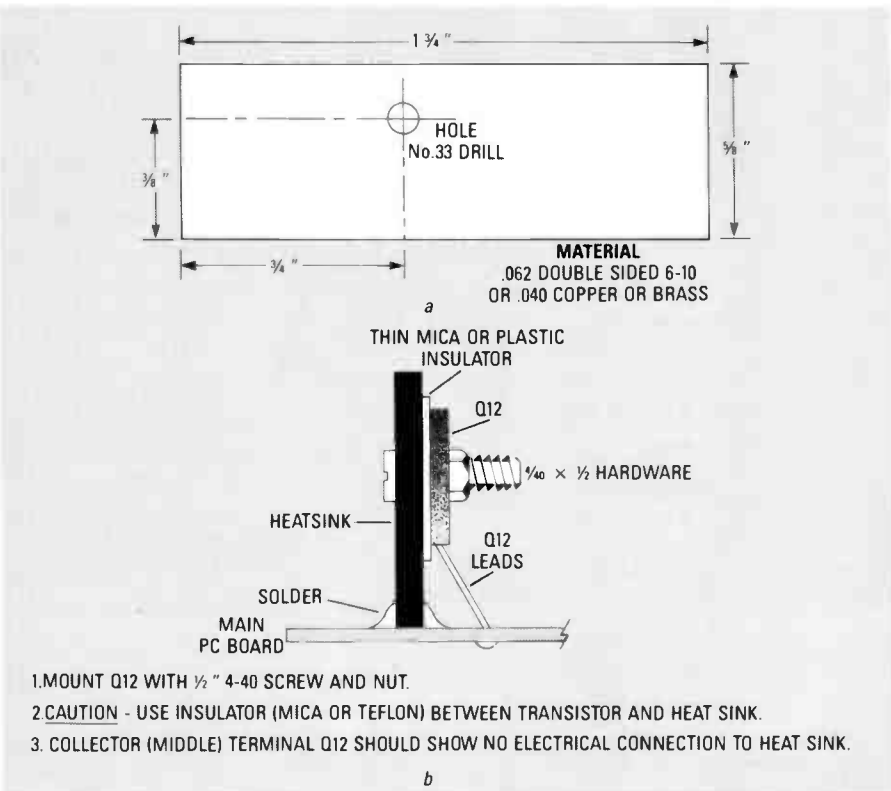 1 3/4 "
HOLE
No.33 DRILL
3/8 "
5/8 "
3/4 "
MATERIAL
.062 DOUBLE SIDED 6-10
OR .040 COPPER OR BRASS
a
THIN MICA OR PLASTIC
INSULATOR
Q12
4/40 × 1/2 HARDWARE
HEATSINK
Q12
LEADS
SOLDER
MAIN
PC BOARD
1.MOUNT Q12 WITH 1/2 " 4-40 SCREW AND NUT.
2.CAUTION - USE INSULATOR (MICA OR TEFLON) BETWEEN TRANSISTOR AND HEAT SINK.
3. COLLECTOR (MIDDLE) TERMINAL Q12 SHOULD SHOW NO ELECTRICAL CONNECTION TO HEAT SINK.
b